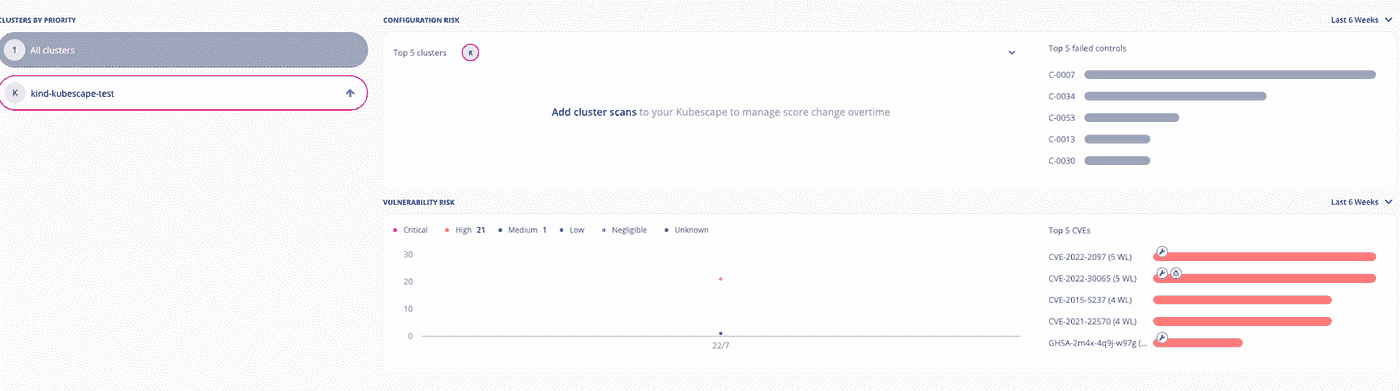 CLUSTERS BY PRIORITY
1 All clusters
K kind-kubescape-test
CONFIGURATION RISK
Last 6 Weeks
Top 5 clusters K
Add cluster scans to your Kubescape to manage score change overtime
Top 5 failed controls
C-0007
C-0034
C-0053
C-0013
C-0030
VULNERABILITY RISK
Last 6 Weeks
Critical High 21 Medium 1 Low Negligible Unknown
30
20
10
0
22/7
Top 5 CVEs
CVE-2022-2097 (5 WL)
CVE-2022-30065 (5 WL)
CVE-2015-5237 (4 WL)
CVE-2021-22570 (4 WL)
GHSA-2m4x-4q9j-w97g (...